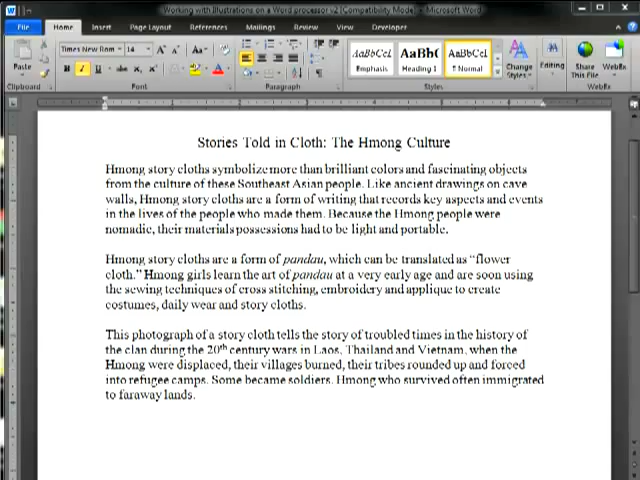 Working with Illustrations on a Word processor v2 [Compatibility Mode] - Microsoft Word
File Home Insert Page Layout References Mailings Review View Developer
Times New Rom 14 Aa
Paste B I U abc x₂ x² A
AaBbCcL AaBbC AaBbCcL
Emphasis Heading 1 ¶ Normal
Change Styles Editing Share This File WebEx
Clipboard Font Paragraph Styles WebEx
Stories Told in Cloth: The Hmong Culture
Hmong story cloths symbolize more than brilliant colors and fascinating objects
from the culture of these Southeast Asian people. Like ancient drawings on cave
walls, Hmong story cloths are a form of writing that records key aspects and events
in the lives of the people who made them. Because the Hmong people were
nomadic, their materials possessions had to be light and portable.
Hmong story cloths are a form of pandau, which can be translated as “flower
cloth.” Hmong girls learn the art of pandau at a very early age and are soon using
the sewing techniques of cross stitching, embroidery and applique to create
costumes, daily wear and story cloths.
This photograph of a story cloth tells the story of troubled times in the history of
the clan during the 20th century wars in Laos, Thailand and Vietnam, when the
Hmong were displaced, their villages burned, their tribes rounded up and forced
into refugee camps. Some became soldiers. Hmong who survived often immigrated
to faraway lands.